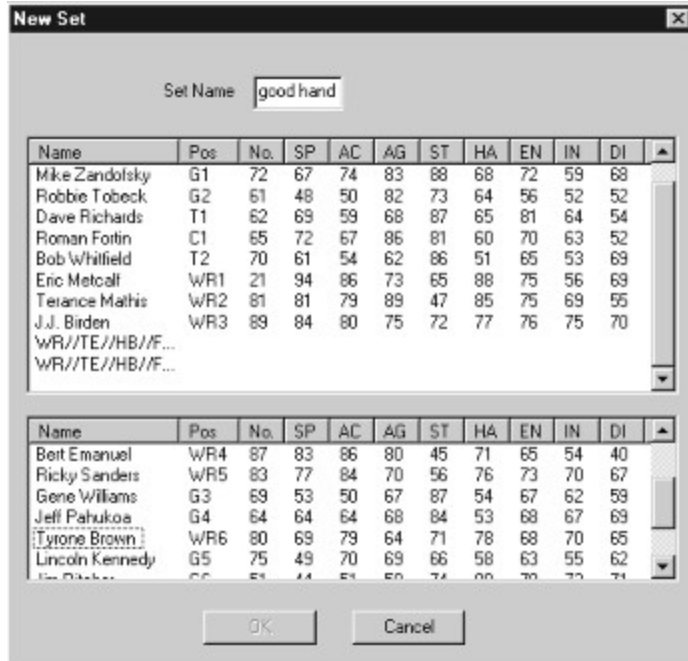 New Set
Set Name good hand
Name Pos No. SP AC AG ST HA EN IN DI
Mike Zandofsky G1 72 67 74 83 88 68 72 59 68
Robbie Tobeck G2 61 48 50 82 73 64 56 52 52
Dave Richards T1 62 69 59 68 87 65 81 64 54
Roman Fortin C1 65 72 67 86 81 60 70 63 52
Bob Whitfield T2 70 61 54 62 86 51 65 53 69
Eric Metcalf WR1 21 94 86 73 65 88 75 56 69
Terance Mathis WR2 81 81 79 89 47 85 75 69 55
J.J. Birden WR3 89 84 80 75 72 77 76 75 70
WR//TE//HB//F...
WR//TE//HB//F...
Name Pos No. SP AC AG ST HA EN IN DI
Bert Emanuel WR4 87 83 86 80 45 71 65 54 40
Ricky Sanders WR5 83 77 84 70 56 76 73 70 67
Gene Williams G3 69 53 50 67 87 54 67 62 59
Jeff Pahukoa G4 64 64 64 68 84 53 68 67 69
Tyrone Brown WR6 80 69 79 64 71 78 68 70 65
Lincoln Kennedy G5 75 49 70 69 66 58 63 55 62
OK Cancel